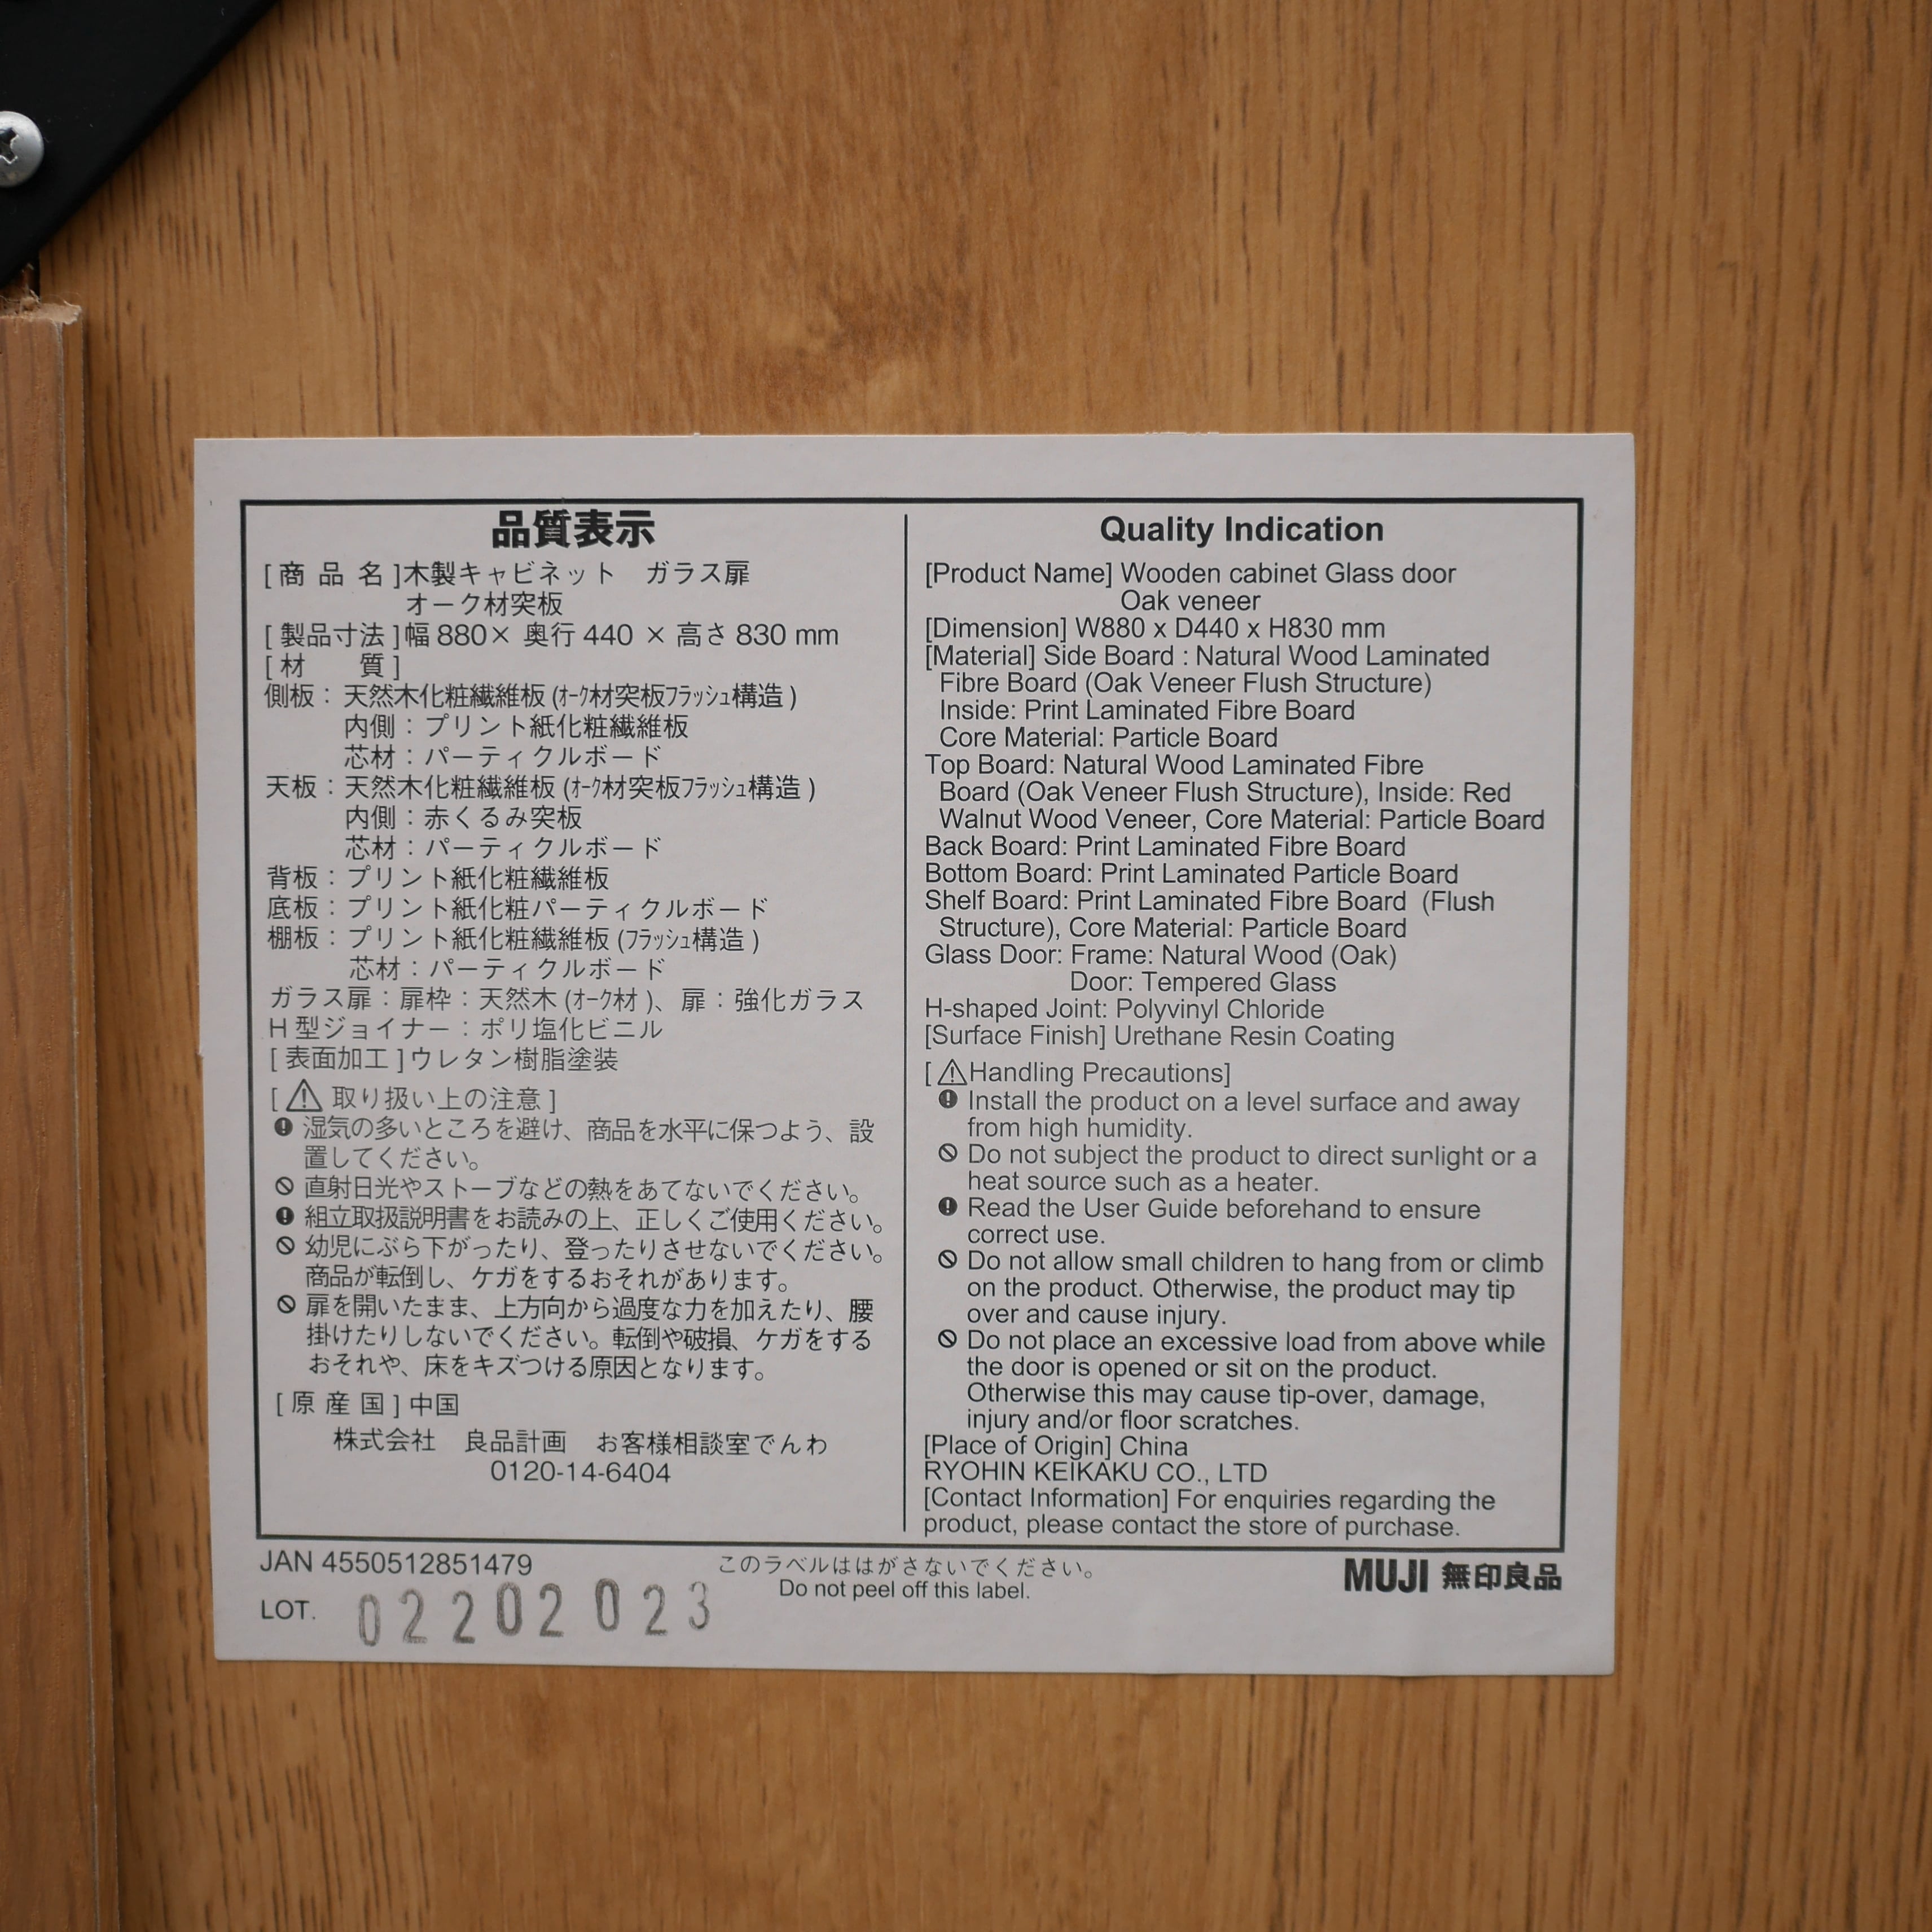 品質表示
[商品名]木製キャビネット ガラス扉
オーク材突板
[製品寸法]幅 880× 奥行 440 × 高さ 830 mm
[材 質]
側板：天然木化粧繊維板 (ｵｰｸ材突板ﾌﾗｯｼｭ構造)
内側：プリント紙化粧繊維板
芯材：パーティクルボード
天板：天然木化粧繊維板 (ｵｰｸ材突板ﾌﾗｯｼｭ構造)
内側：赤くるみ突板
芯材：パーティクルボード
背板：プリント紙化粧繊維板
底板：プリント紙化粧パーティクルボード
棚板：プリント紙化粧繊維板 (ﾌﾗｯｼｭ構造)
芯材：パーティクルボード
ガラス扉：扉枠：天然木 (ｵｰｸ材)、扉：強化ガラス
H 型ジョイナー：ポリ塩化ビニル
[表面加工]ウレタン樹脂塗装
[⚠ 取り扱い上の注意]
湿気の多いところを避け、商品を水平に保つよう、設
置してください。
直射日光やストーブなどの熱をあてないでください。
組立取扱説明書をお読みの上、正しくご使用ください。
幼児にぶら下がったり、登ったりさせないでください。
商品が転倒し、ケガをするおそれがあります。
扉を開いたまま、上方向から過度な力を加えたり、腰
掛けたりしないでください。転倒や破損、ケガをする
おそれや、床をキズつける原因となります。
[原産国]中国
株式会社 良品計画 お客様相談室でんわ
0120-14-6404
Quality Indication
[Product Name] Wooden cabinet Glass door
Oak veneer
[Dimension] W880 x D440 x H830 mm
[Material] Side Board : Natural Wood Laminated
Fibre Board (Oak Veneer Flush Structure)
Inside: Print Laminated Fibre Board
Core Material: Particle Board
Top Board: Natural Wood Laminated Fibre
Board (Oak Veneer Flush Structure), Inside: Red
Walnut Wood Veneer, Core Material: Particle Board
Back Board: Print Laminated Fibre Board
Bottom Board: Print Laminated Particle Board
Shelf Board: Print Laminated Fibre Board (Flush
Structure), Core Material: Particle Board
Glass Door: Frame: Natural Wood (Oak)
Door: Tempered Glass
H-shaped Joint: Polyvinyl Chloride
[Surface Finish] Urethane Resin Coating
[⚠Handling Precautions]
Install the product on a level surface and away
from high humidity.
Do not subject the product to direct sunlight or a
heat source such as a heater.
Read the User Guide beforehand to ensure
correct use.
Do not allow small children to hang from or climb
on the product. Otherwise, the product may tip
over and cause injury.
Do not place an excessive load from above while
the door is opened or sit on the product.
Otherwise this may cause tip-over, damage,
injury and/or floor scratches.
[Place of Origin] China
RYOHIN KEIKAKU CO., LTD
[Contact Information] For enquiries regarding the
product, please contact the store of purchase.
JAN 4550512851479
LOT. 02202023
このラベルははがさないでください。
Do not peel off this label.
MUJI 無印良品